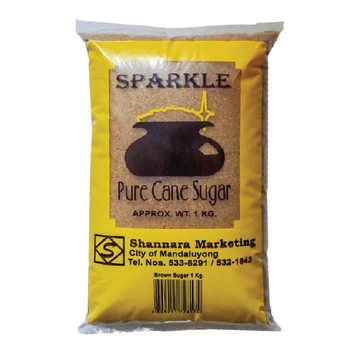 SPARKLE
Pure Cane Sugar
APPROX. WT. 1 KG.
S
Shannara Marketing
City of Mandaluyong
Tel. Nos. 533-8291 / 532-1643
Brown Sugar 1 Kg.